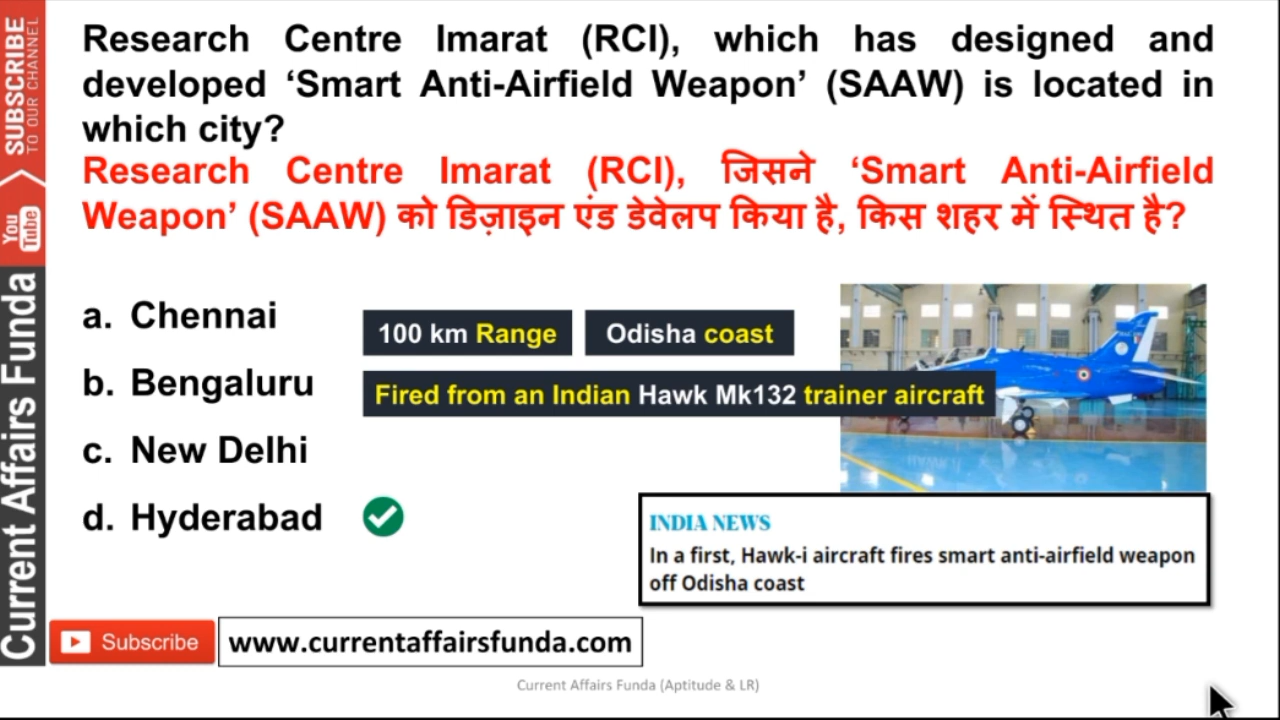 Research Centre Imarat (RCI), which has designed and
developed ‘Smart Anti-Airfield Weapon’ (SAAW) is located in
which city?
Research Centre Imarat (RCI), जिसने ‘Smart Anti-Airfield
Weapon’ (SAAW) को डिज़ाइन एंड डेवेलप किया है, किस शहर में स्थित है?
a. Chennai
100 km Range
Odisha coast
b. Bengaluru
Fired from an Indian Hawk Mk132 trainer aircraft
c. New Delhi
d. Hyderabad
INDIA NEWS
In a first, Hawk-i aircraft fires smart anti-airfield weapon
off Odisha coast
Subscribe
www.currentaffairsfunda.com
Current Affairs Funda (Aptitude & LR)
SUBSCRIBE
TO OUR CHANNEL
You
Tube
Current Affairs Funda